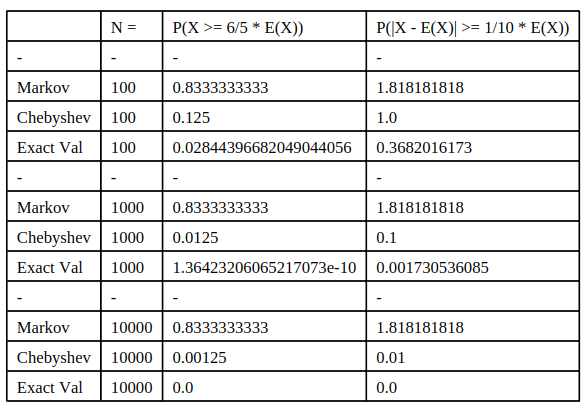 N = P(X >= 6/5 * E(X)) P(|X - E(X)| >= 1/10 * E(X))
- - - -
Markov 100 0.8333333333 1.818181818
Chebyshev 100 0.125 1.0
Exact Val 100 0.02844396682049044056 0.3682016173
- - - -
Markov 1000 0.8333333333 1.818181818
Chebyshev 1000 0.0125 0.1
Exact Val 1000 1.36423206065217073e-10 0.001730536085
- - - -
Markov 10000 0.8333333333 1.818181818
Chebyshev 10000 0.00125 0.01
Exact Val 10000 0.0 0.0